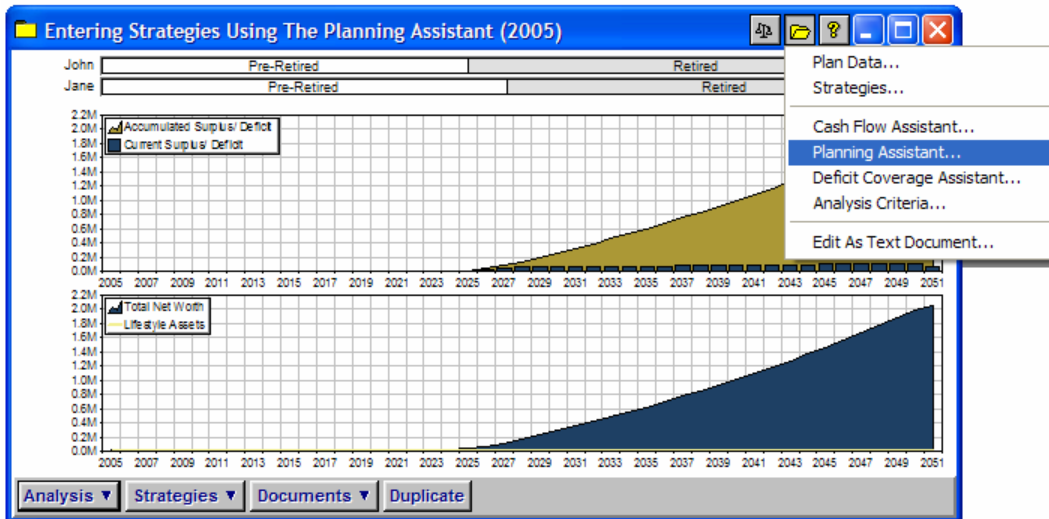 Entering Strategies Using The Planning Assistant (2005)
John Pre-Retired Retired
Jane Pre-Retired Retired
Plan Data...
Strategies...
Cash Flow Assistant...
Planning Assistant...
Deficit Coverage Assistant...
Analysis Criteria...
Edit As Text Document...
2.2M
2.0M
1.8M
1.6M
1.4M
1.2M
1.0M
0.8M
0.6M
0.4M
0.2M
0.0M
Accumulated Surplus/ Deficit
Current Surplus/ Deficit
2005 2007 2009 2011 2013 2015 2017 2019 2021 2023 2025 2027 2029 2031 2033 2035 2037 2039 2041 2043 2045 2047 2049 2051
2.2M
2.0M
1.8M
1.6M
1.4M
1.2M
1.0M
0.8M
0.6M
0.4M
0.2M
0.0M
Total Net Worth
Lifestyle Assets
2005 2007 2009 2011 2013 2015 2017 2019 2021 2023 2025 2027 2029 2031 2033 2035 2037 2039 2041 2043 2045 2047 2049 2051
Analysis ▼ Strategies ▼ Documents ▼ Duplicate